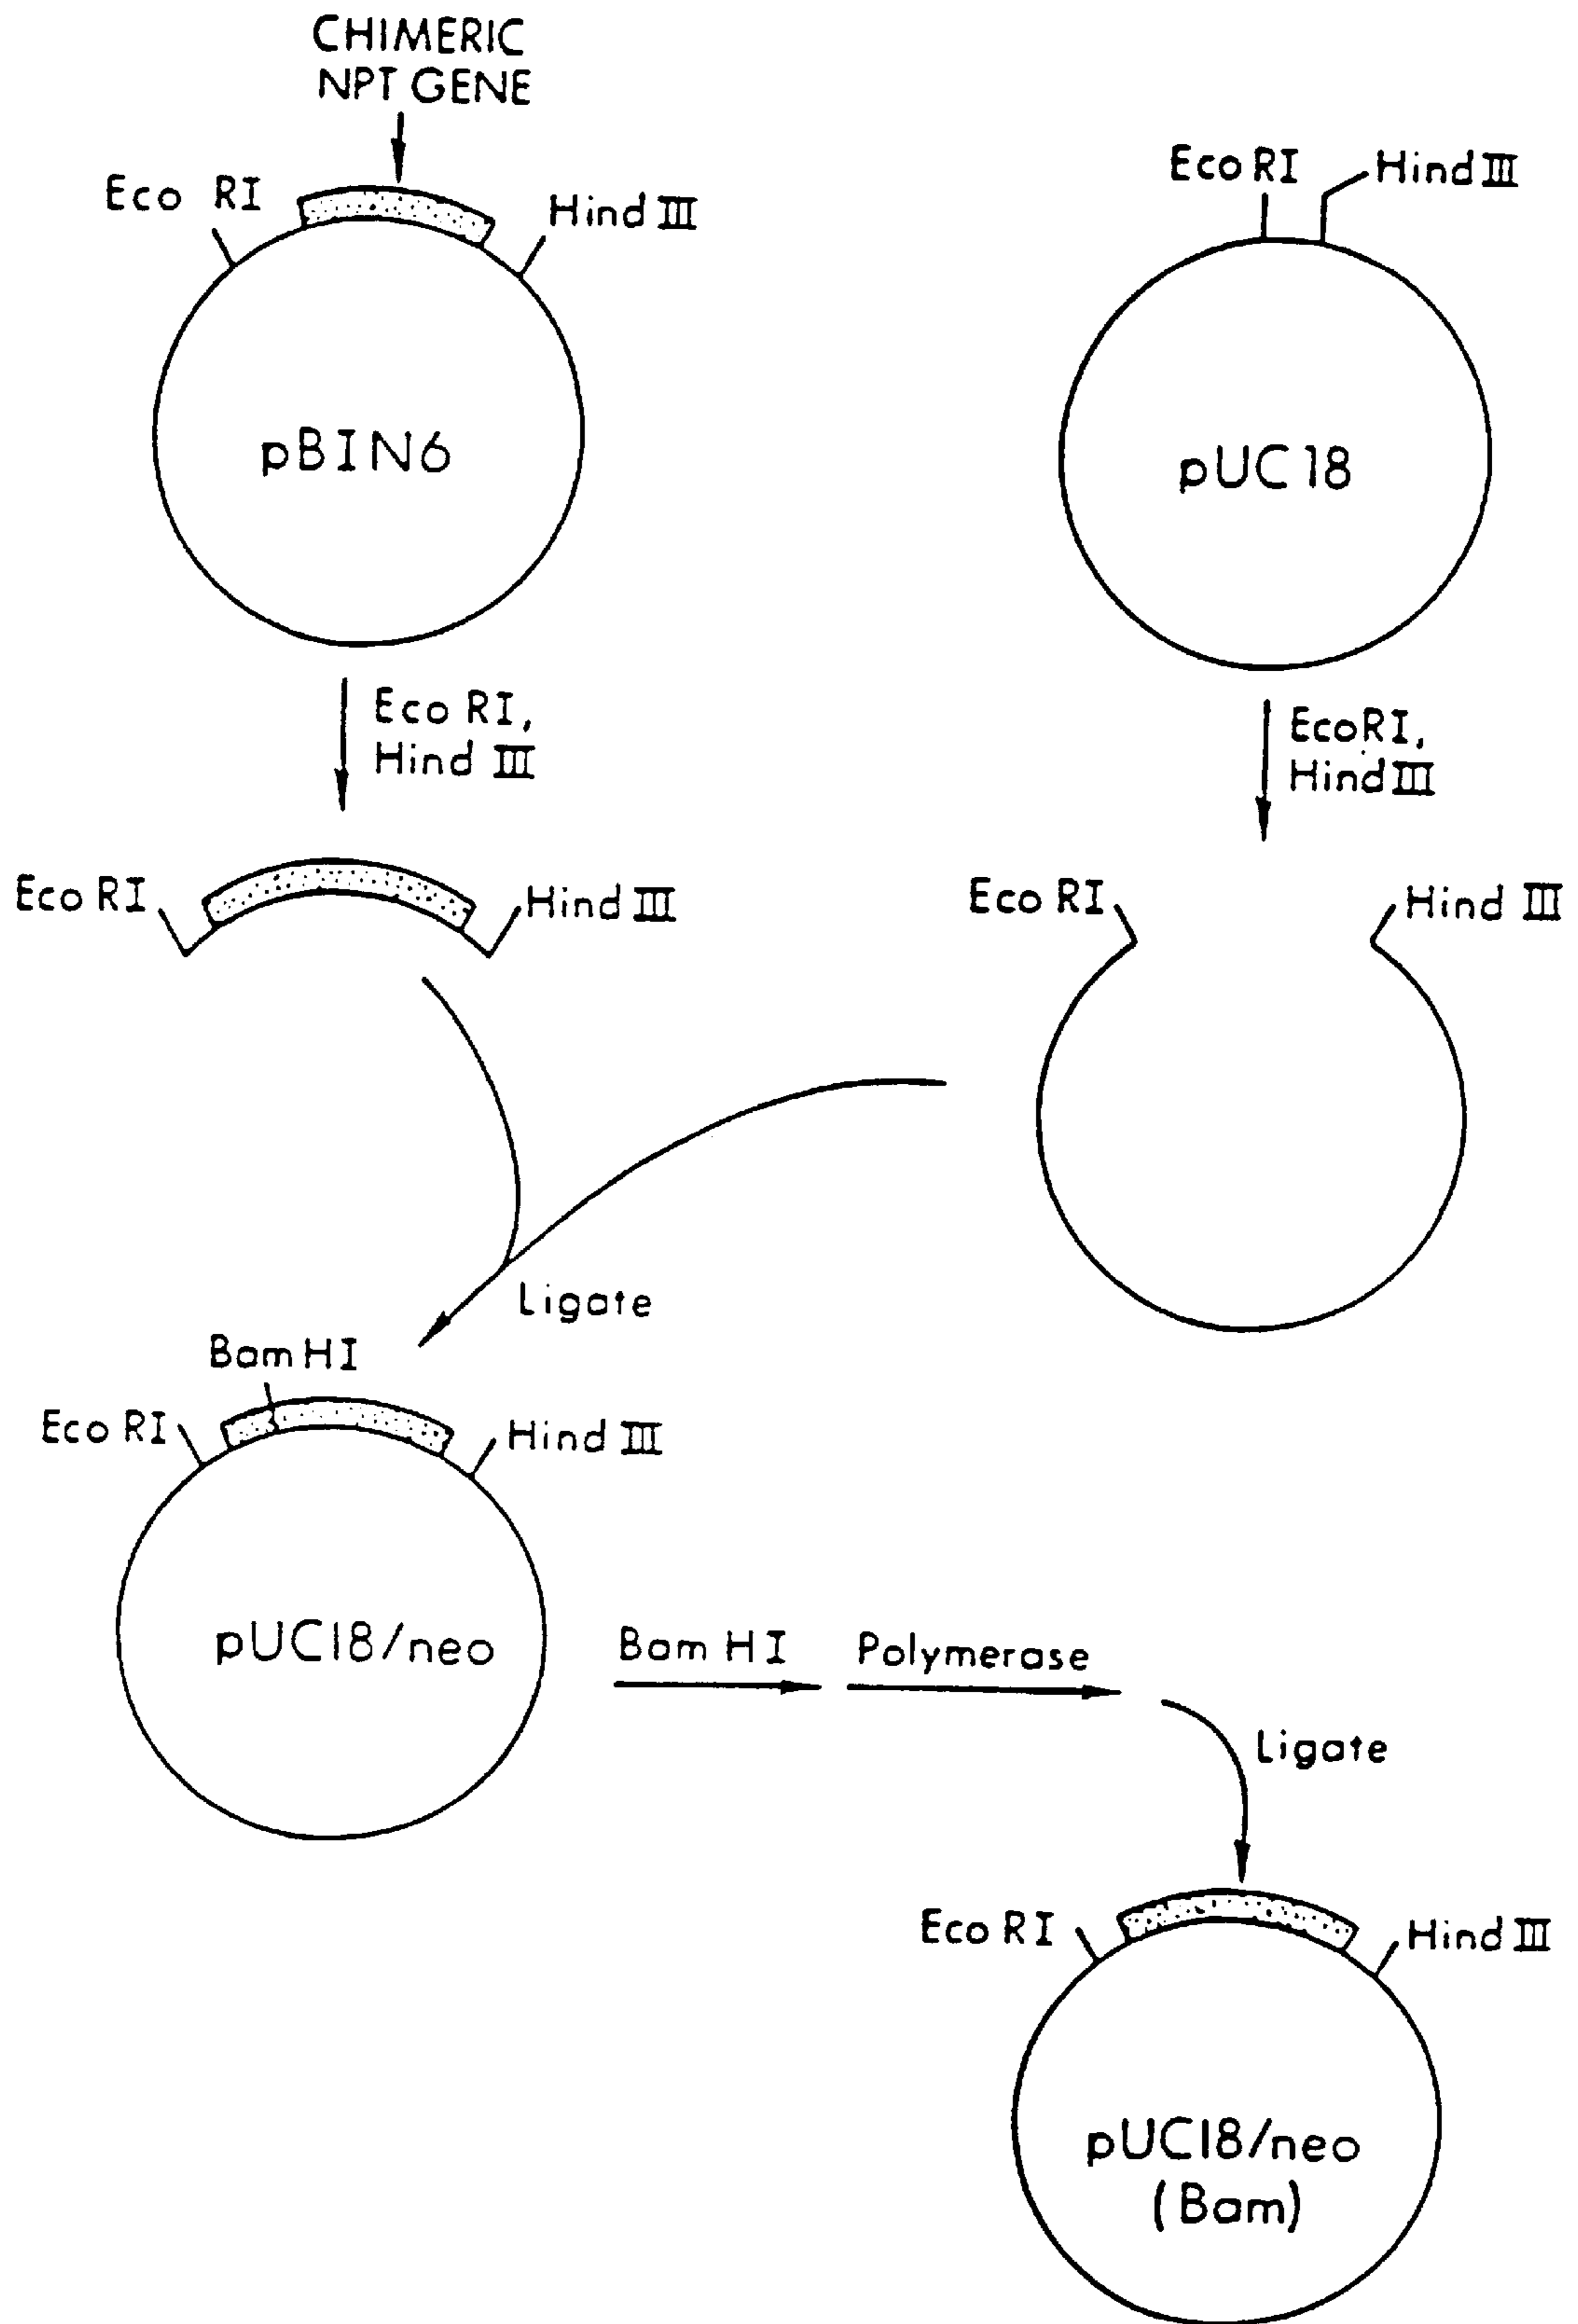 CHIMERIC
NPT GENE
Eco RI
Hind III
pBIN6
EcoRI
Hind III
pUC18
Eco RI,
Hind III
EcoRI,
Hind III
Eco RI
Hind III
Eco RI
Hind III
Ligate
Bam HI
Eco RI
Hind III
pUC18/neo
Bam HI
Polymerase
Ligate
Eco RI
Hind III
pUC18/neo
(Bam)